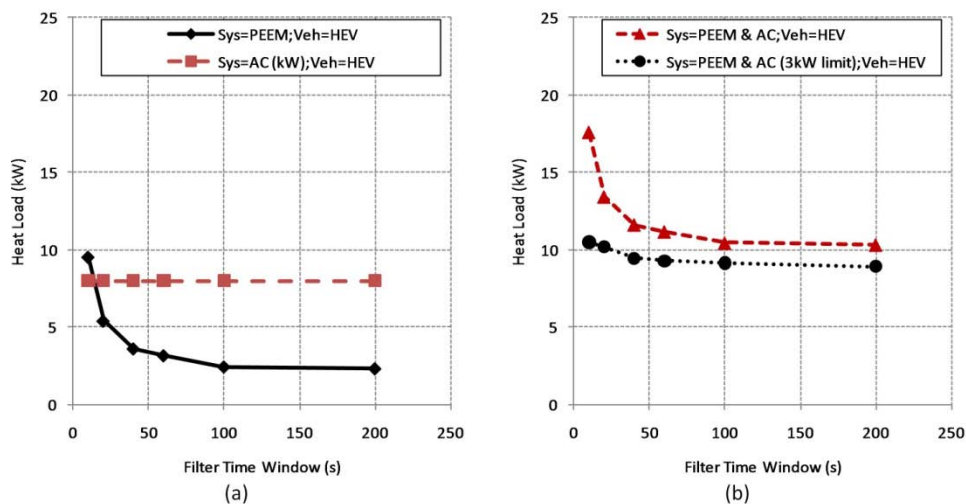 Sys=PEEM;Veh=HEV
Sys=AC (kW);Veh=HEV
25
20
15
10
5
0
Heat Load (kW)
0 50 100 150 200 250
Filter Time Window (s)
(a)
Sys=PEEM & AC;Veh=HEV
Sys=PEEM & AC (3kW limit);Veh=HEV
25
20
15
10
5
0
Heat Load (kW)
0 50 100 150 200 250
Filter Time Window (s)
(b)